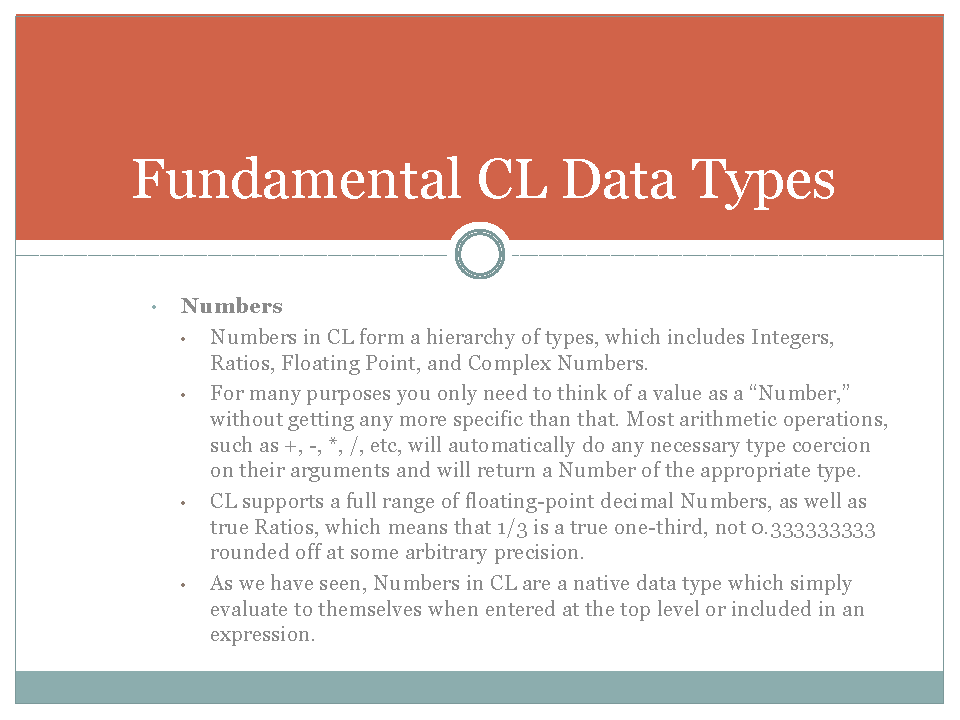 Fundamental CL Data Types
• Numbers
• Numbers in CL form a hierarchy of types, which includes Integers,
Ratios, Floating Point, and Complex Numbers.
• For many purposes you only need to think of a value as a “Number,”
without getting any more specific than that. Most arithmetic operations,
such as +, -, *, /, etc, will automatically do any necessary type coercion
on their arguments and will return a Number of the appropriate type.
• CL supports a full range of floating-point decimal Numbers, as well as
true Ratios, which means that 1/3 is a true one-third, not 0.333333333
rounded off at some arbitrary precision.
• As we have seen, Numbers in CL are a native data type which simply
evaluate to themselves when entered at the top level or included in an
expression.